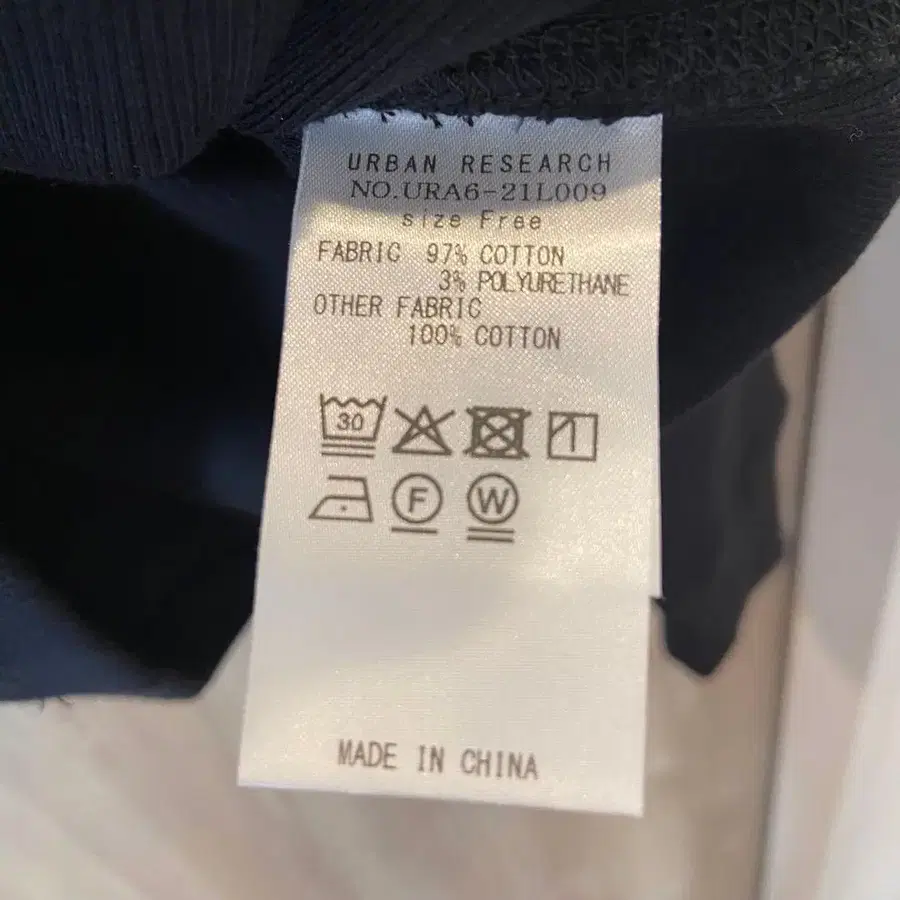 URBAN RESEARCH
NO.URA6-21L009
size Free
FABRIC 97% COTTON
3% POLYURETHANE
OTHER FABRIC
100% COTTON
30
F W
MADE IN CHINA